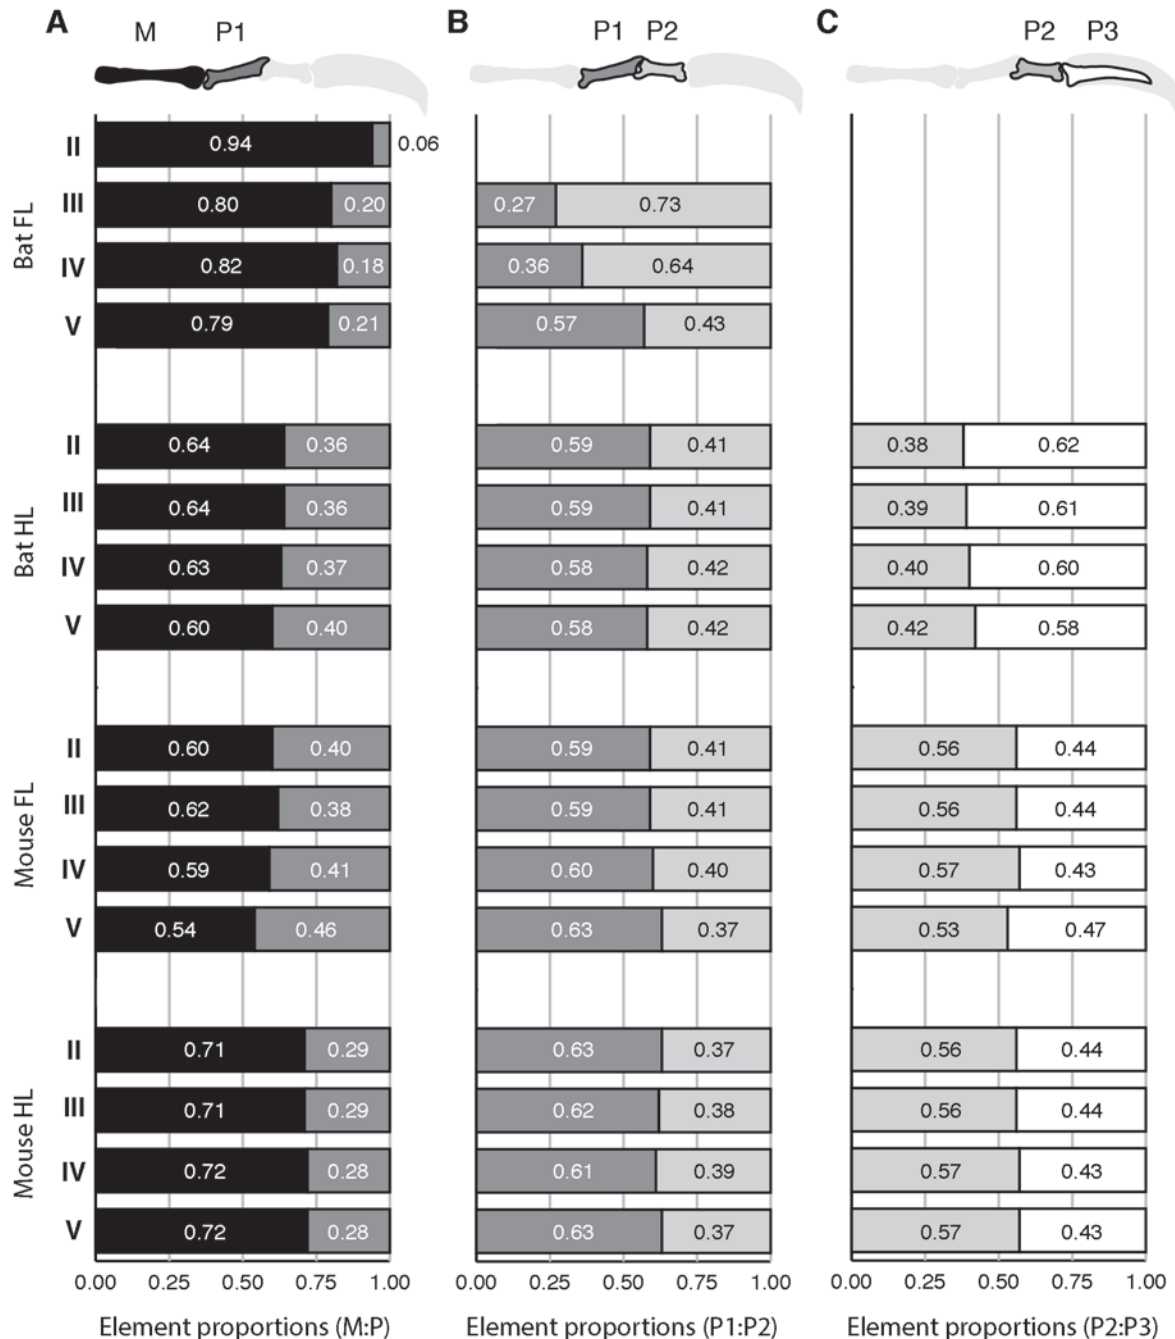 A M P1 B P1 P2 C P2 P3
Bat FL
II 0.94 0.06
III 0.80 0.20 0.27 0.73
IV 0.82 0.18 0.36 0.64
V 0.79 0.21 0.57 0.43
Bat HL
II 0.64 0.36 0.59 0.41 0.38 0.62
III 0.64 0.36 0.59 0.41 0.39 0.61
IV 0.63 0.37 0.58 0.42 0.40 0.60
V 0.60 0.40 0.58 0.42 0.42 0.58
Mouse FL
II 0.60 0.40 0.59 0.41 0.56 0.44
III 0.62 0.38 0.59 0.41 0.56 0.44
IV 0.59 0.41 0.60 0.40 0.57 0.43
V 0.54 0.46 0.63 0.37 0.53 0.47
Mouse HL
II 0.71 0.29 0.63 0.37 0.56 0.44
III 0.71 0.29 0.62 0.38 0.56 0.44
IV 0.72 0.28 0.61 0.39 0.57 0.43
V 0.72 0.28 0.63 0.37 0.57 0.43
0.00 0.25 0.50 0.75 1.00 0.00 0.25 0.50 0.75 1.00 0.00 0.25 0.50 0.75 1.00
Element proportions (M:P) Element proportions (P1:P2) Element proportions (P2:P3)